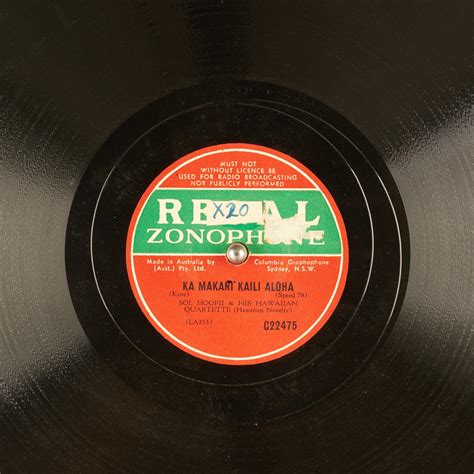 MUST NOT
WITHOUT LICENCE BE
USED FOR RADIO BROADCASTING
NOR PUBLICLY PERFORMED
REGAL
X20
ZONOPHONE
Made in Australia by Columbia Graphophone
(Aust.) Pty. Ltd. Sydney, N.S.W.
KA MAKANI KAILI ALOHA
(Kane) (Speed 78)
SOL HOOPII & HIS HAWAIIAN
QUARTETTE (Hawaiian Novelty)
(LA353) G22475